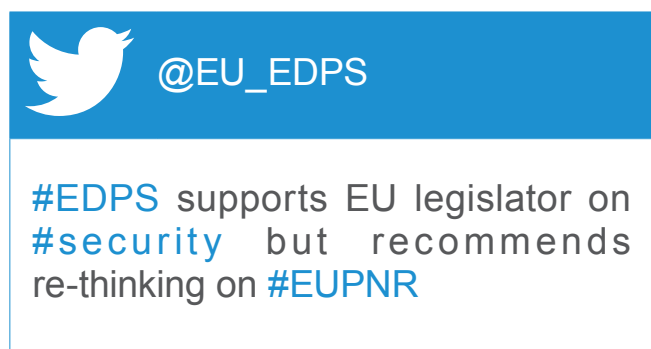 @EU_EDPS
#EDPS supports EU legislator on
#security but recommends
re-thinking on #EUPNR